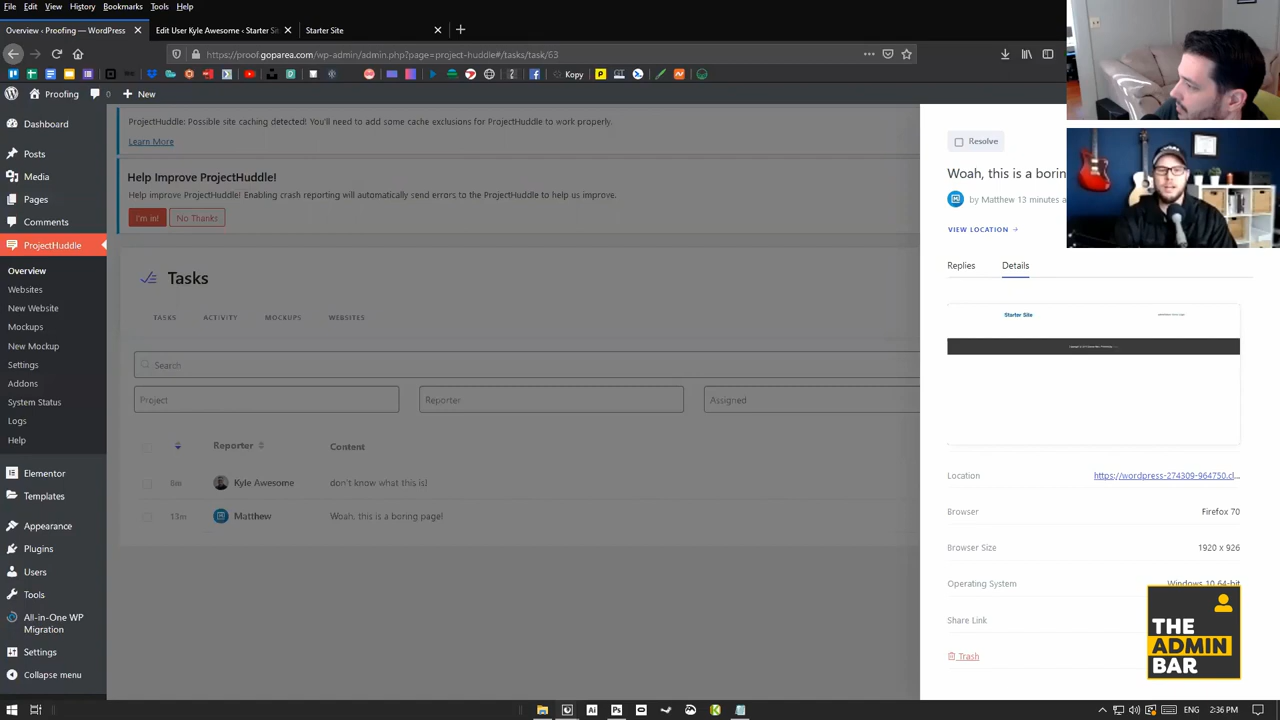 File Edit View History Bookmarks Tools Help
Overview ‹ Proofing — WordPress
Edit User Kyle Awesome ‹ Starter Sit
Starter Site
https://proof.goparea.com/wp-admin/admin.php?page=project-huddle#/tasks/task/63
Kopy
Proofing 0 New
Dashboard
Posts
Media
Pages
Comments
ProjectHuddle
Overview
Websites
New Website
Mockups
New Mockup
Settings
Addons
System Status
Logs
Help
Elementor
Templates
Appearance
Plugins
Users
Tools
All-in-One WP
Migration
Settings
Collapse menu
ProjectHuddle: Possible site caching detected! You'll need to add some cache exclusions for ProjectHuddle to work properly.
Learn More
Help Improve ProjectHuddle!
Help improve ProjectHuddle! Enabling crash reporting will automatically send errors to the ProjectHuddle to help us improve.
I'm in! No Thanks
Tasks
TASKS ACTIVITY MOCKUPS WEBSITES
Search
Project Reporter Assigned
Reporter Content
8m Kyle Awesome don't know what this is!
13m Matthew Woah, this is a boring page!
Resolve
Woah, this is a borin
by Matthew 13 minutes a
VIEW LOCATION →
Replies Details
Starter Site
Location https://wordpress-274309-964750.cl...
Browser Firefox 70
Browser Size 1920 x 926
Operating System Windows 10 64-bit
Share Link
Trash
THE
ADMIN
BAR
Ai Ps
ENG 2:36 PM